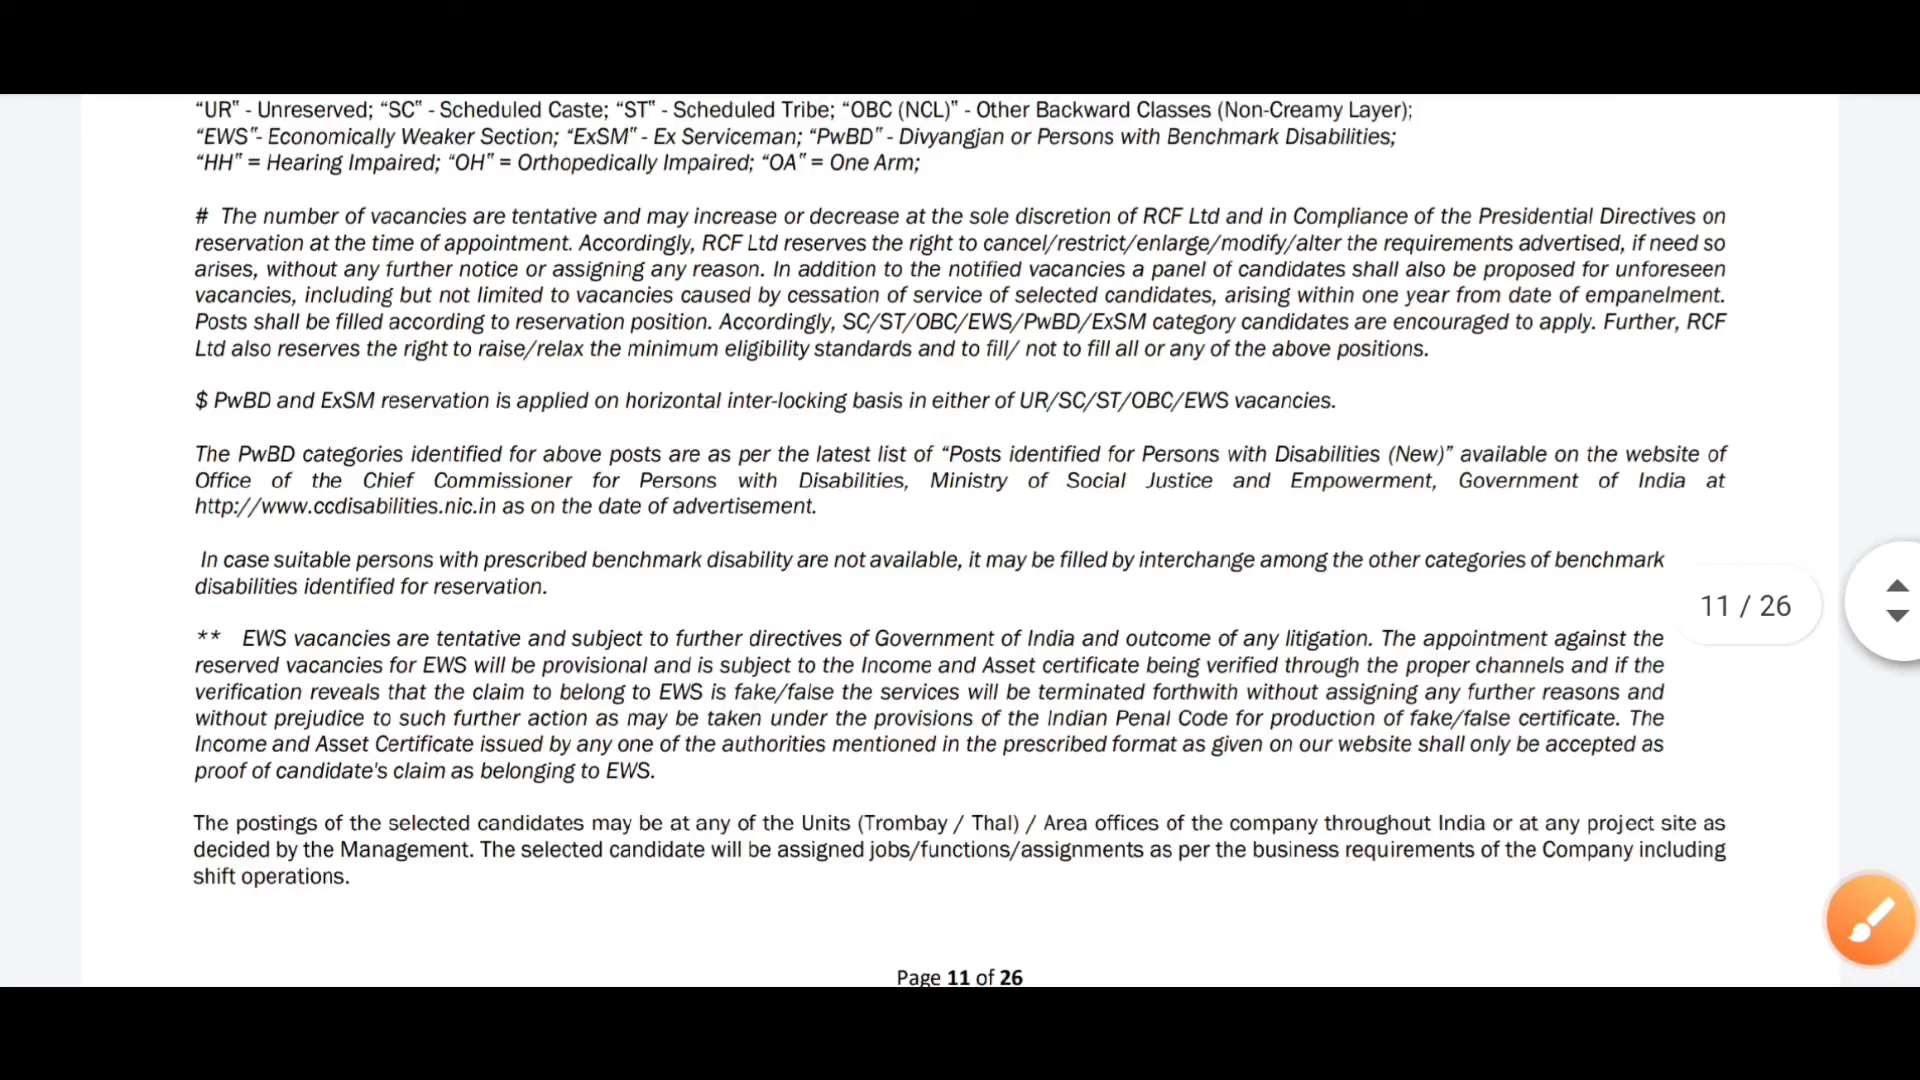 “UR‟ - Unreserved; “SC‟ - Scheduled Caste; “ST‟ - Scheduled Tribe; “OBC (NCL)‟ - Other Backward Classes (Non-Creamy Layer);
“EWS‟- Economically Weaker Section; “ExSM‟ - Ex Serviceman; “PwBD‟ - Divyangjan or Persons with Benchmark Disabilities;
“HH‟ = Hearing Impaired; “OH‟ = Orthopedically Impaired; “OA‟ = One Arm;
# The number of vacancies are tentative and may increase or decrease at the sole discretion of RCF Ltd and in Compliance of the Presidential Directives on
reservation at the time of appointment. Accordingly, RCF Ltd reserves the right to cancel/restrict/enlarge/modify/alter the requirements advertised, if need so
arises, without any further notice or assigning any reason. In addition to the notified vacancies a panel of candidates shall also be proposed for unforeseen
vacancies, including but not limited to vacancies caused by cessation of service of selected candidates, arising within one year from date of empanelment.
Posts shall be filled according to reservation position. Accordingly, SC/ST/OBC/EWS/PwBD/ExSM category candidates are encouraged to apply. Further, RCF
Ltd also reserves the right to raise/relax the minimum eligibility standards and to fill/ not to fill all or any of the above positions.
$ PwBD and ExSM reservation is applied on horizontal inter-locking basis in either of UR/SC/ST/OBC/EWS vacancies.
The PwBD categories identified for above posts are as per the latest list of “Posts identified for Persons with Disabilities (New)” available on the website of
Office of the Chief Commissioner for Persons with Disabilities, Ministry of Social Justice and Empowerment, Government of India at
http://www.ccdisabilities.nic.in as on the date of advertisement.
In case suitable persons with prescribed benchmark disability are not available, it may be filled by interchange among the other categories of benchmark
disabilities identified for reservation.
11 / 26
** EWS vacancies are tentative and subject to further directives of Government of India and outcome of any litigation. The appointment against the
reserved vacancies for EWS will be provisional and is subject to the Income and Asset certificate being verified through the proper channels and if the
verification reveals that the claim to belong to EWS is fake/false the services will be terminated forthwith without assigning any further reasons and
without prejudice to such further action as may be taken under the provisions of the Indian Penal Code for production of fake/false certificate. The
Income and Asset Certificate issued by any one of the authorities mentioned in the prescribed format as given on our website shall only be accepted as
proof of candidate's claim as belonging to EWS.
The postings of the selected candidates may be at any of the Units (Trombay / Thal) / Area offices of the company throughout India or at any project site as
decided by the Management. The selected candidate will be assigned jobs/functions/assignments as per the business requirements of the Company including
shift operations.
Page 11 of 26